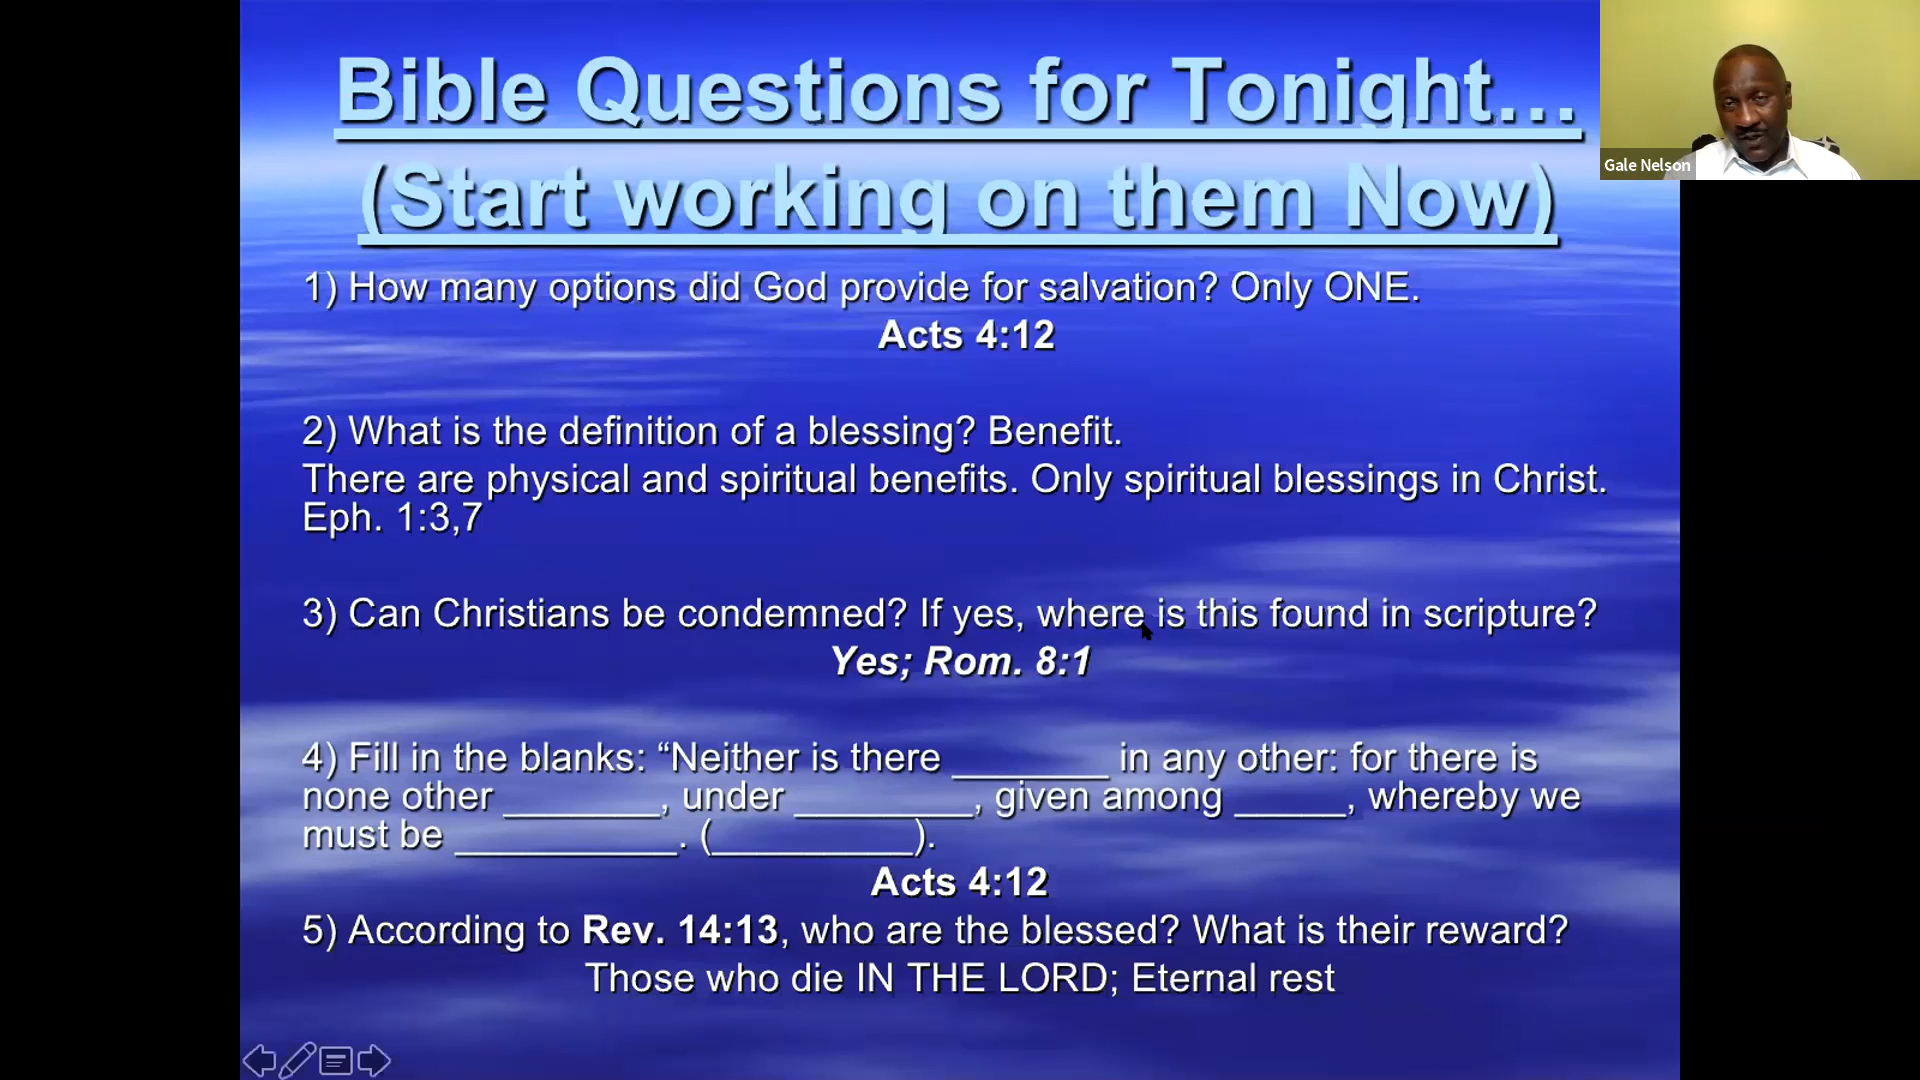 Bible Questions for Tonight…
(Start working on them Now)
Gale Nelson
1) How many options did God provide for salvation? Only ONE.
Acts 4:12
2) What is the definition of a blessing? Benefit.
There are physical and spiritual benefits. Only spiritual blessings in Christ.
Eph. 1:3,7
3) Can Christians be condemned? If yes, where is this found in scripture?
Yes; Rom. 8:1
4) Fill in the blanks: “Neither is there _______ in any other: for there is
none other _______, under ________, given among _____, whereby we
must be __________. (_________).
Acts 4:12
5) According to Rev. 14:13, who are the blessed? What is their reward?
Those who die IN THE LORD; Eternal rest